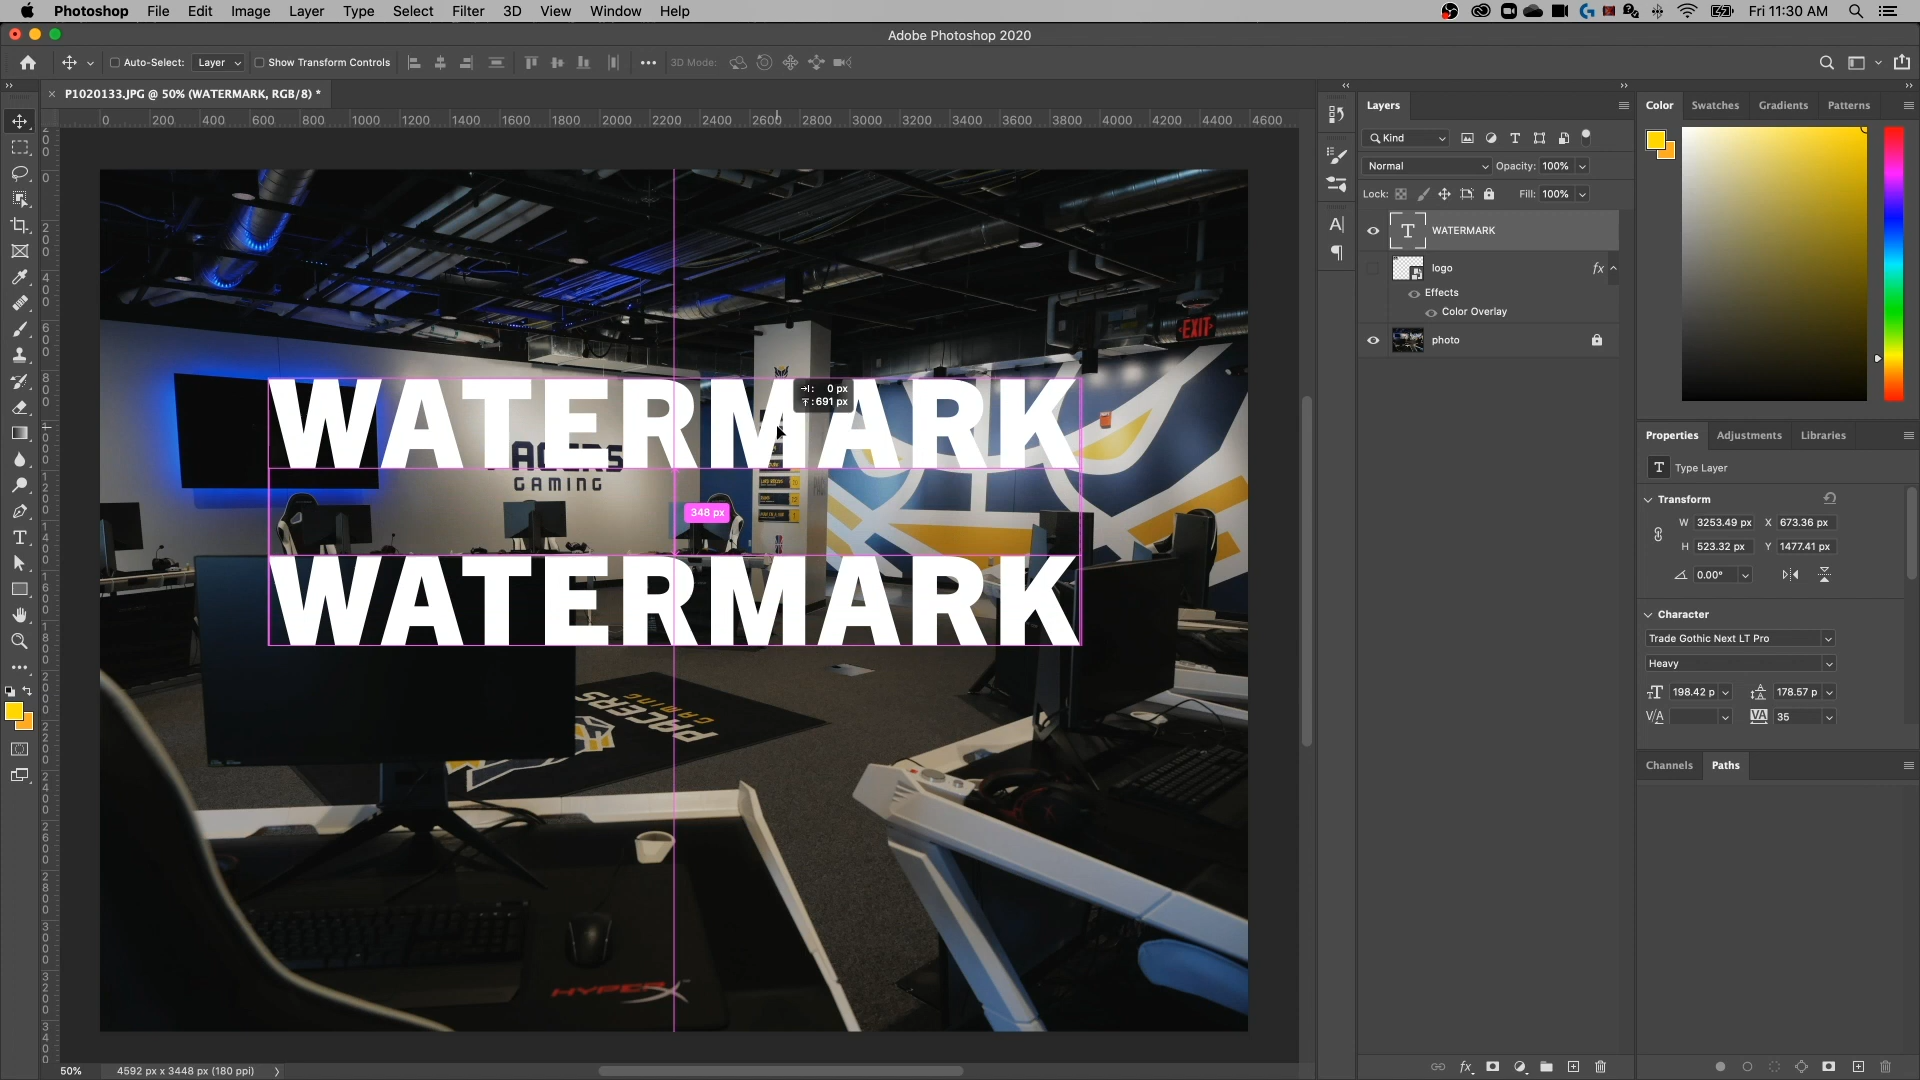 Photoshop File Edit Image Layer Type Select Filter 3D View Window Help Fri 11:30 AM
Adobe Photoshop 2020
Auto-Select: Layer Show Transform Controls 3D Mode:
P1020133.JPG @ 50% (WATERMARK, RGB/8) *
0 200 400 600 800 1000 1200 1400 1600 1800 2000 2200 2400 2600 2800 3000 3200 3400 3600 3800 4000 4200 4400 4600
EXIT
WATERMARK
: 0 px
: 691 px
GAMING
348 px
WATERMARK
PACERS
GAMING
HYPERX
50% 4592 px x 3448 px (180 ppi)
Layers
Kind
Normal Opacity: 100%
Lock: Fill: 100%
WATERMARK
logo fx
Effects
Color Overlay
photo
fx
Color Swatches Gradients Patterns
Properties Adjustments Libraries
T Type Layer
Transform
W 3253.49 px X 673.36 px
H 523.32 px Y 1477.41 px
0.00°
Character
Trade Gothic Next LT Pro
Heavy
198.42 p 178.57 p
V/A VA 35
Channels Paths